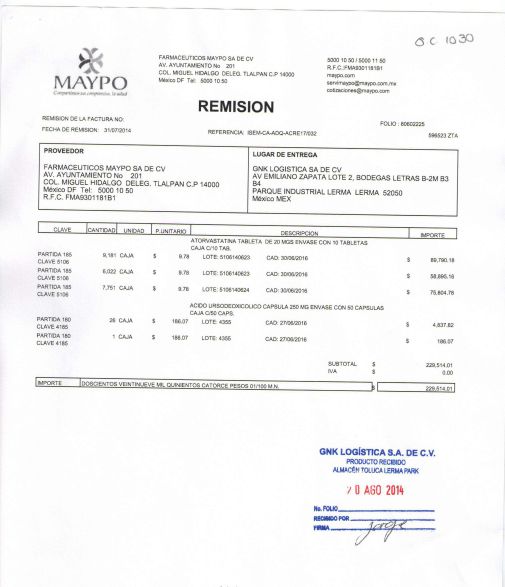 OC 1030
MAYPO
FARMACEUTICOS MAYPO SA DE CV
AV. AYUNTAMIENTO No 201
COL. MIGUEL HIDALGO DELEG. TLALPAN C.P 14000
México DF Tel: 5000 10 50
5000 10 50 / 5000 11 50
R.F.C.:FMA9301181B1
maypo.com
servimaypo@maypo.com.mx
cotizaciones@maypo.com
REMISION
REMISION DE LA FACTURA NO:
FOLIO : 60602225
FECHA DE REMISION: 31/07/2014
REFERENCIA: ISEM-CA-ADQ-ACRE17/032
596523 ZTA
PROVEEDOR
FARMACEUTICOS MAYPO SA DE CV
AV. AYUNTAMIENTO No 201
COL. MIGUEL HIDALGO DELEG. TLALPAN C.P 14000
México DF Tel: 5000 10 50
R.F.C. FMA9301181B1
LUGAR DE ENTREGA
GNK LOGISTICA SA DE CV
AV EMILIANO ZAPATA LOTE 2, BODEGAS LETRAS B-2M B3
B4
PARQUE INDUSTRIAL LERMA LERMA 52050
México MEX
CLAVE CANTIDAD UNIDAD P.UNITARIO DESCRIPCION IMPORTE
ATORVASTATINA TABLETA DE 20 MGS ENVASE CON 10 TABLETAS
CAJA C/10 TAB.
PARTIDA 185 9,181 CAJA $ 9.78 LOTE: 5106140623 CAD: 30/06/2016 $ 89,790.18
CLAVE 5106
PARTIDA 185 6,022 CAJA $ 9.78 LOTE: 5106140623 CAD: 30/06/2016 $ 58,895.16
CLAVE 5106
PARTIDA 185 7,751 CAJA $ 9.78 LOTE: 5106140624 CAD: 30/06/2016 $ 75,804.78
CLAVE 5106
ACIDO URSODEOXICOLICO CAPSULA 250 MG ENVASE CON 50 CAPSULAS
CAJA C/50 CAPS.
PARTIDA 160 26 CAJA $ 186.07 LOTE: 4355 CAD: 27/06/2016 $ 4,837.82
CLAVE 4185
PARTIDA 160 1 CAJA $ 186.07 LOTE: 4355 CAD: 27/06/2016 $ 186.07
CLAVE 4185
SUBTOTAL $ 229,514.01
IVA $ 0.00
IMPORTE DOSCIENTOS VEINTINUEVE MIL QUINIENTOS CATORCE PESOS 01/100 M.N. $ 229,514.01
GNK LOGÍSTICA S.A. DE C.V.
PRODUCTO RECIBIDO
ALMACÉN TOLUCA LERMA PARK
20 AGO 2014
No. FOLIO
RECIBIDO POR
FIRMA Jorge